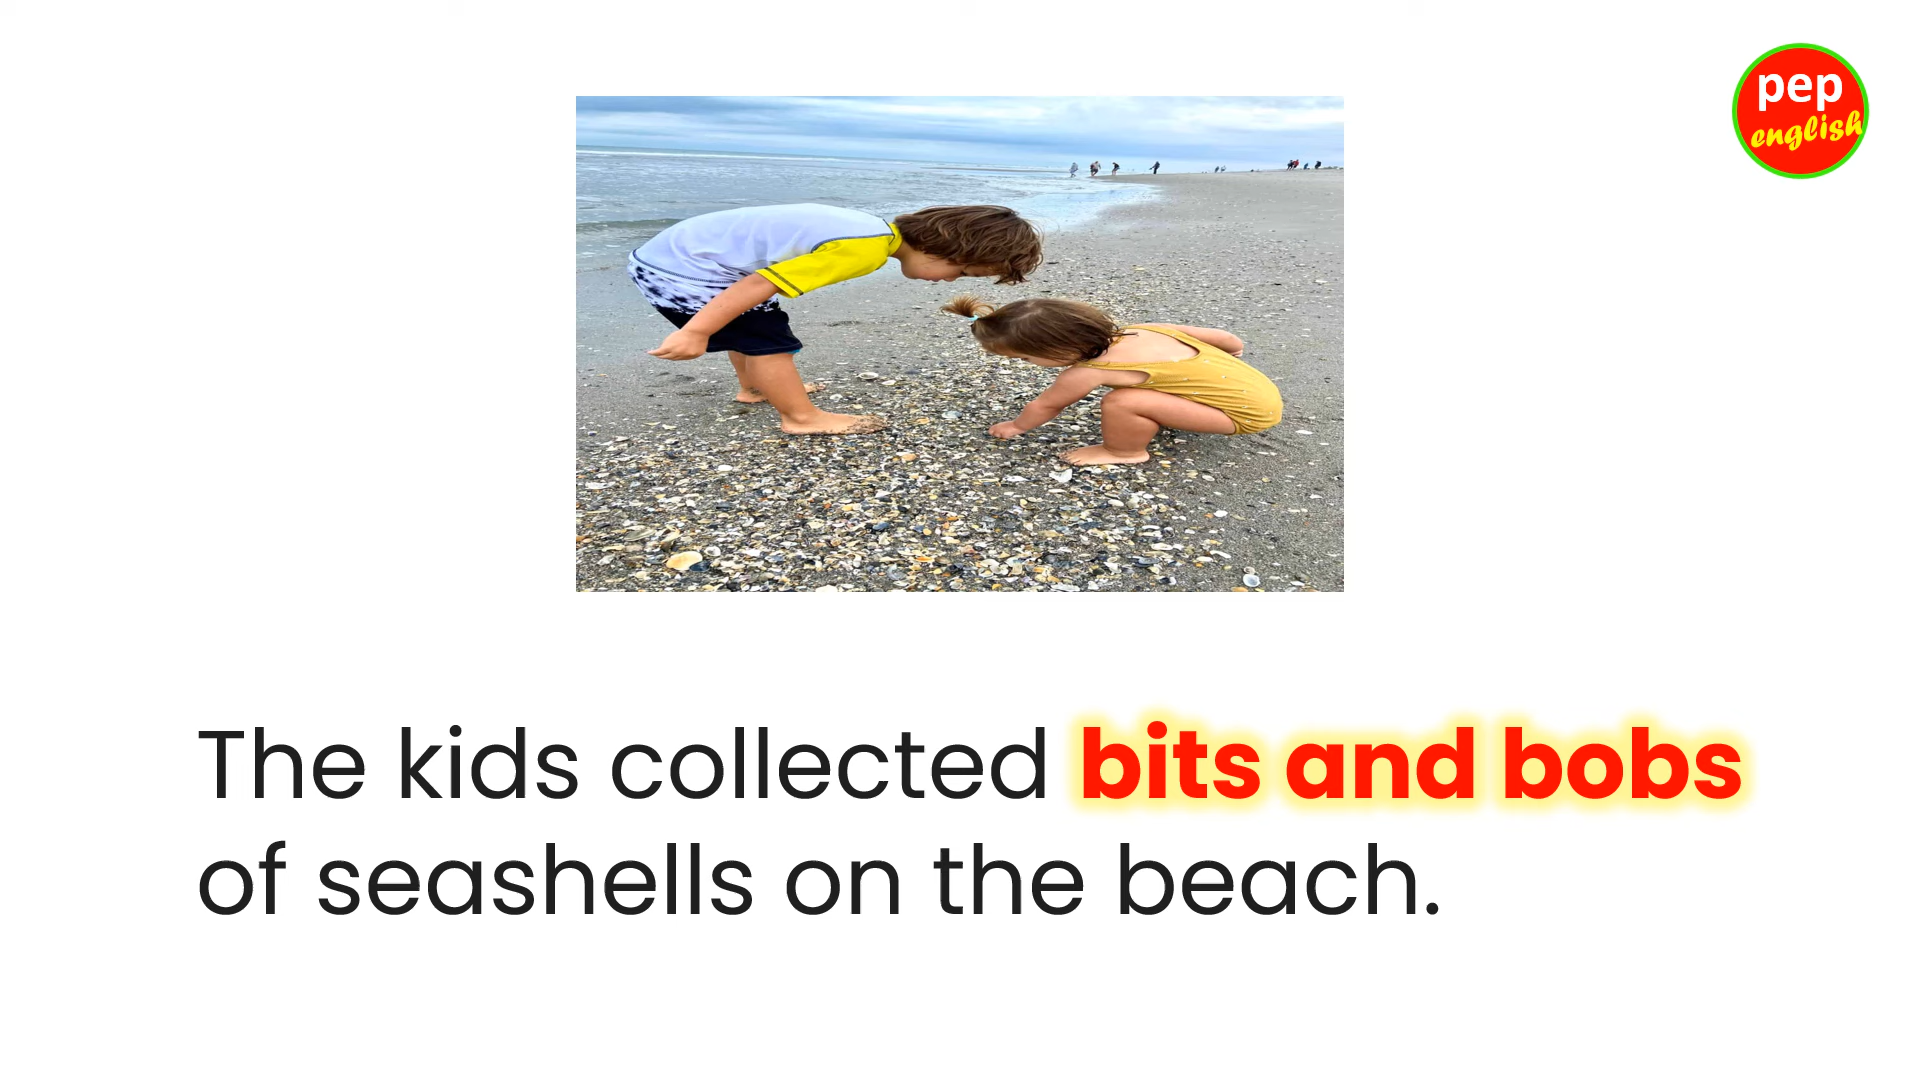 pep
english
The kids collected bits and bobs
of seashells on the beach.